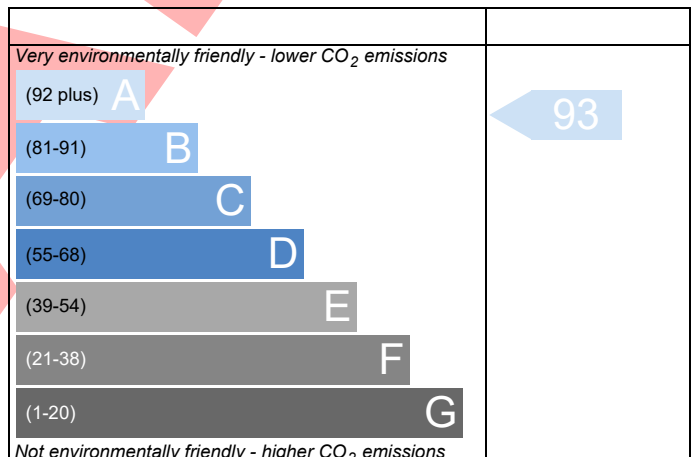 Very environmentally friendly - lower CO2 emissions
(92 plus) A
93
(81-91) B
(69-80) C
(55-68) D
(39-54) E
(21-38) F
(1-20) G
Not environmentally friendly - higher CO2 emissions